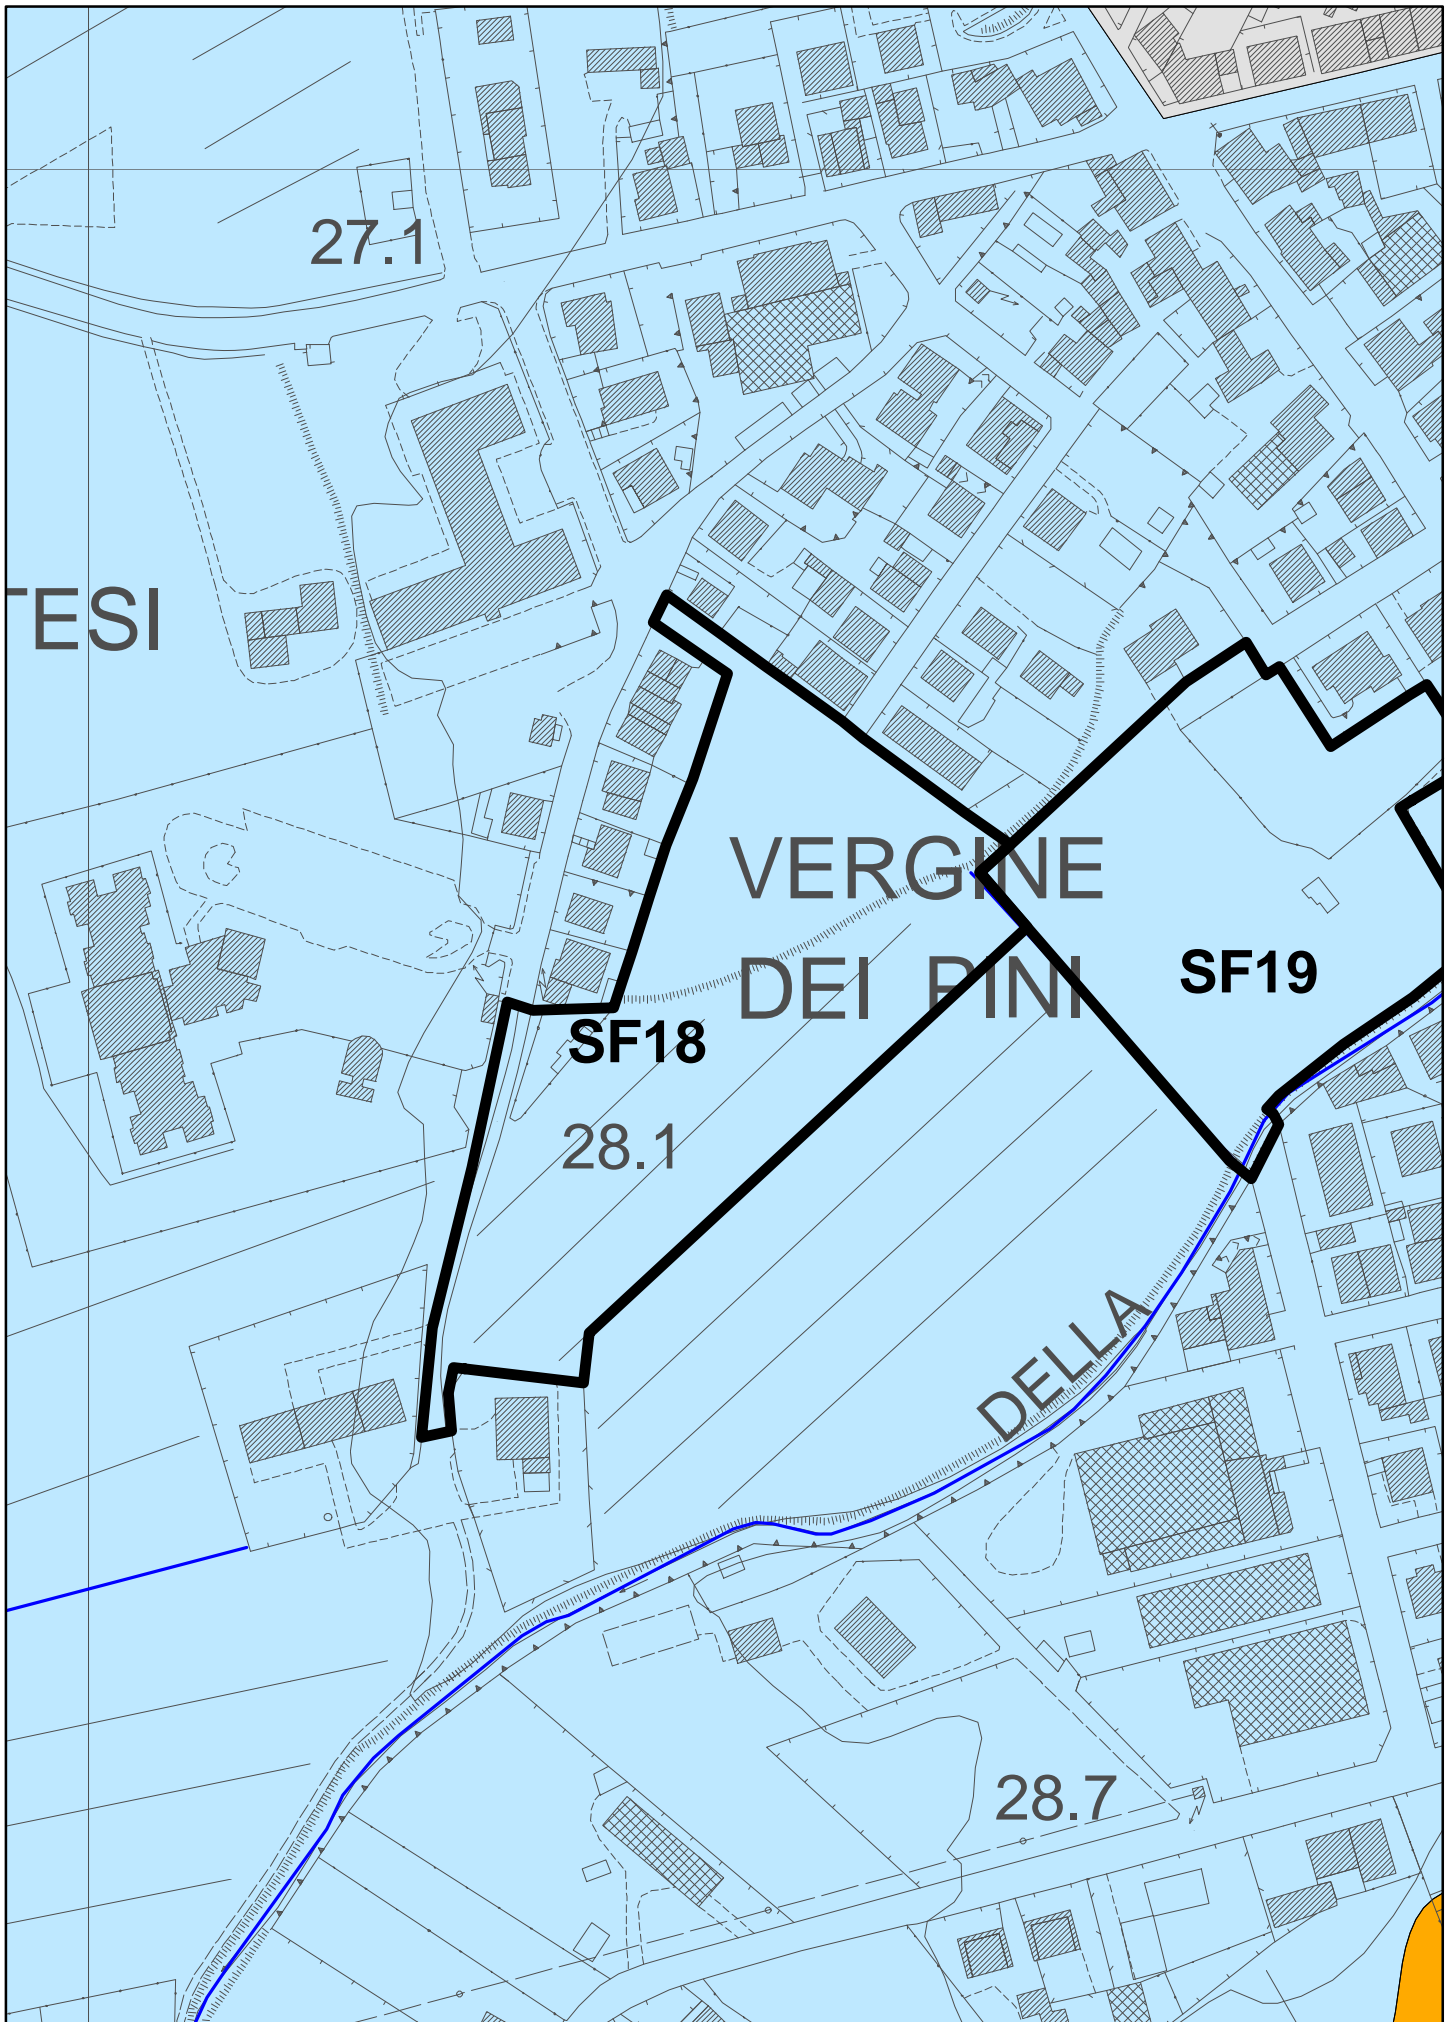 27.1
TESI
VERGINE
DEI PINI
SF19
SF18
28.1
DELLA
28.7